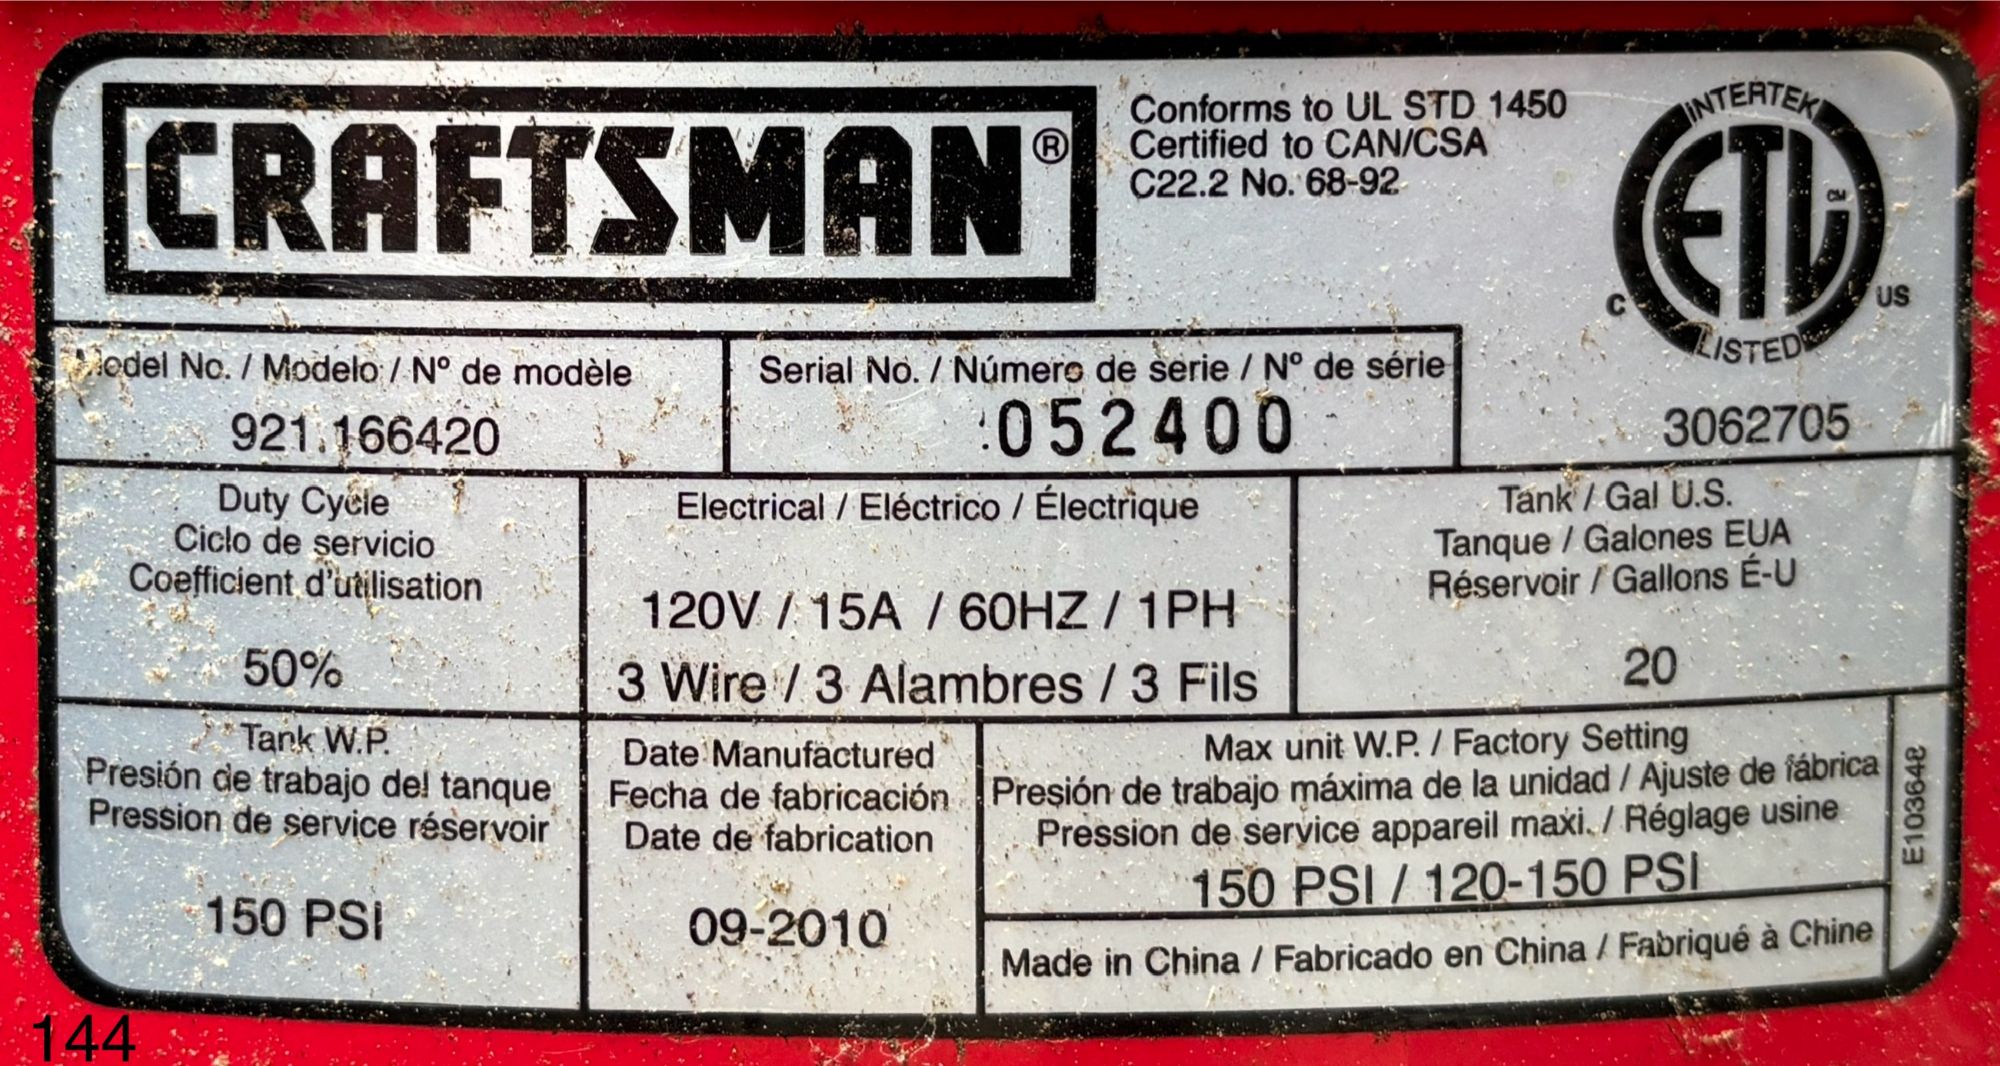 CRAFTSMAN®
Conforms to UL STD 1450
Certified to CAN/CSA
C22.2 No. 68-92
INTERTEK
ETL CM
C US
LISTED
3062705
Model No. / Modelo / Nº de modèle
921.166420
Serial No. / Número de serie / Nº de série
052400
Duty Cycle
Ciclo de servicio
Coefficient d'utilisation
50%
Electrical / Eléctrico / Électrique
120V / 15A / 60HZ / 1PH
3 Wire / 3 Alambres / 3 Fils
Tank / Gal U.S.
Tanque / Galones EUA
Réservoir / Gallons É-U
20
Tank W.P.
Presión de trabajo del tanque
Pression de service réservoir
150 PSI
Date Manufactured
Fecha de fabricación
Date de fabrication
09-2010
Max unit W.P. / Factory Setting
Presión de trabajo máxima de la unidad / Ajuste de fábrica
Pression de service appareil maxi. / Réglage usine
150 PSI / 120-150 PSI
Made in China / Fabricado en China / Fabriqué à Chine
E103648
144